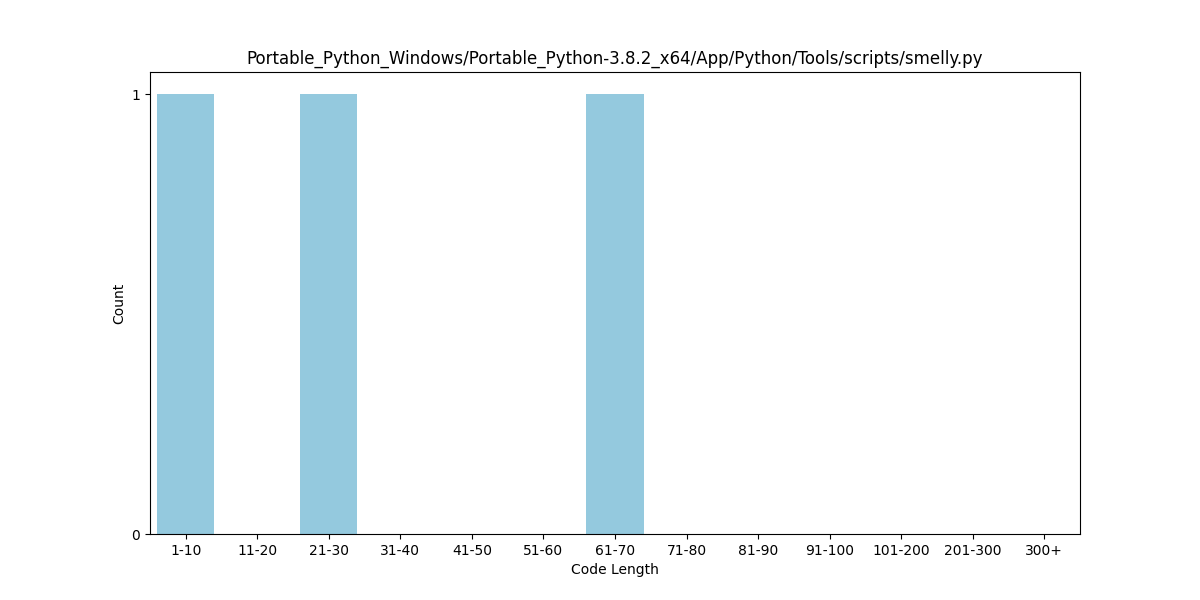 Portable_Python_Windows/Portable_Python-3.8.2_x64/App/Python/Tools/scripts/smelly.py
1
Count
0
1-10 11-20 21-30 31-40 41-50 51-60 61-70 71-80 81-90 91-100 101-200 201-300 300+
Code Length